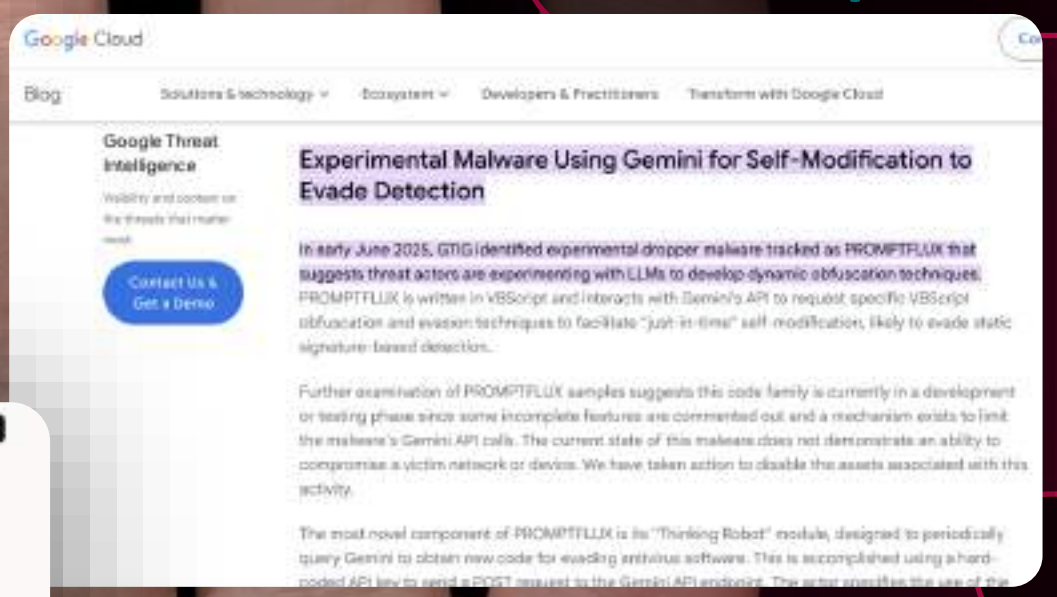 Google Cloud
Blog
Solutions & technology
Ecosystem
Developers & Practitioners
Transform with Google Cloud
Google Threat
Intelligence
Visibility and context on
the threats that matter
most.
Contact Us &
Get a Demo
Experimental Malware Using Gemini for Self-Modification to
Evade Detection
In early June 2025, GTIG identified experimental dropper malware tracked as PROMPTFLUX that
suggests threat actors are experimenting with LLMs to develop dynamic obfuscation techniques.
PROMPTFLUX is written in VBScript and interacts with Gemini's API to request specific VBScript
obfuscation and evasion techniques to facilitate "just-in-time" self-modification, likely to evade static
signature-based detection.
Further examination of PROMPTFLUX samples suggests this code family is currently in a development
or testing phase since some incomplete features are commented out and a mechanism exists to limit
the malware's Gemini API calls. The current state of this malware does not demonstrate an ability to
compromise a victim network or device. We have taken action to disable the assets associated with this
activity.
The most novel component of PROMPTFLUX is its "Thinking Robot" module, designed to periodically
query Gemini to obtain new code for evading antivirus software. This is accomplished using a hard-
coded API key to send a POST request to the Gemini API endpoint. The actor specifies the use of the